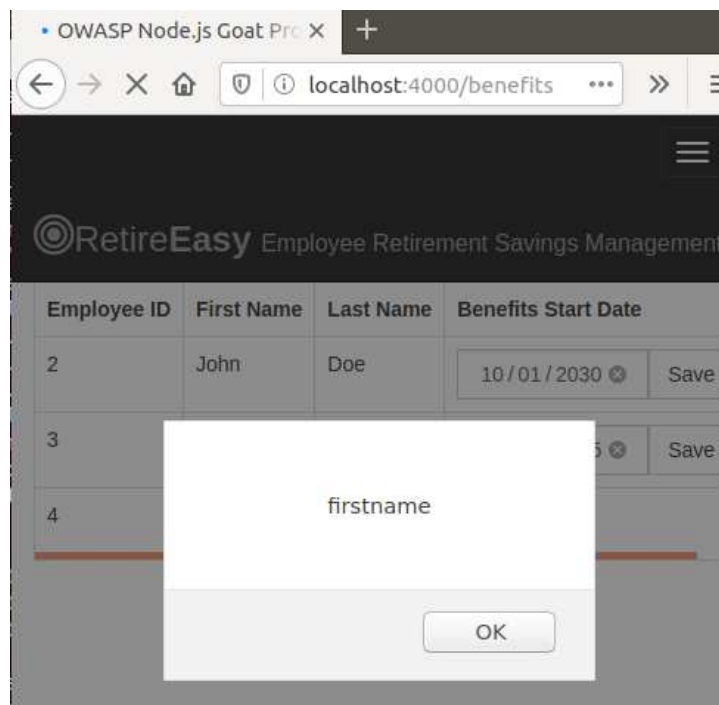 OWASP Node.js Goat Pro
localhost:4000/benefits
RetireEasy Employee Retirement Savings Management
Employee ID First Name Last Name Benefits Start Date
2 John Doe 10/01/2030 Save
3 5 Save
4
firstname
OK